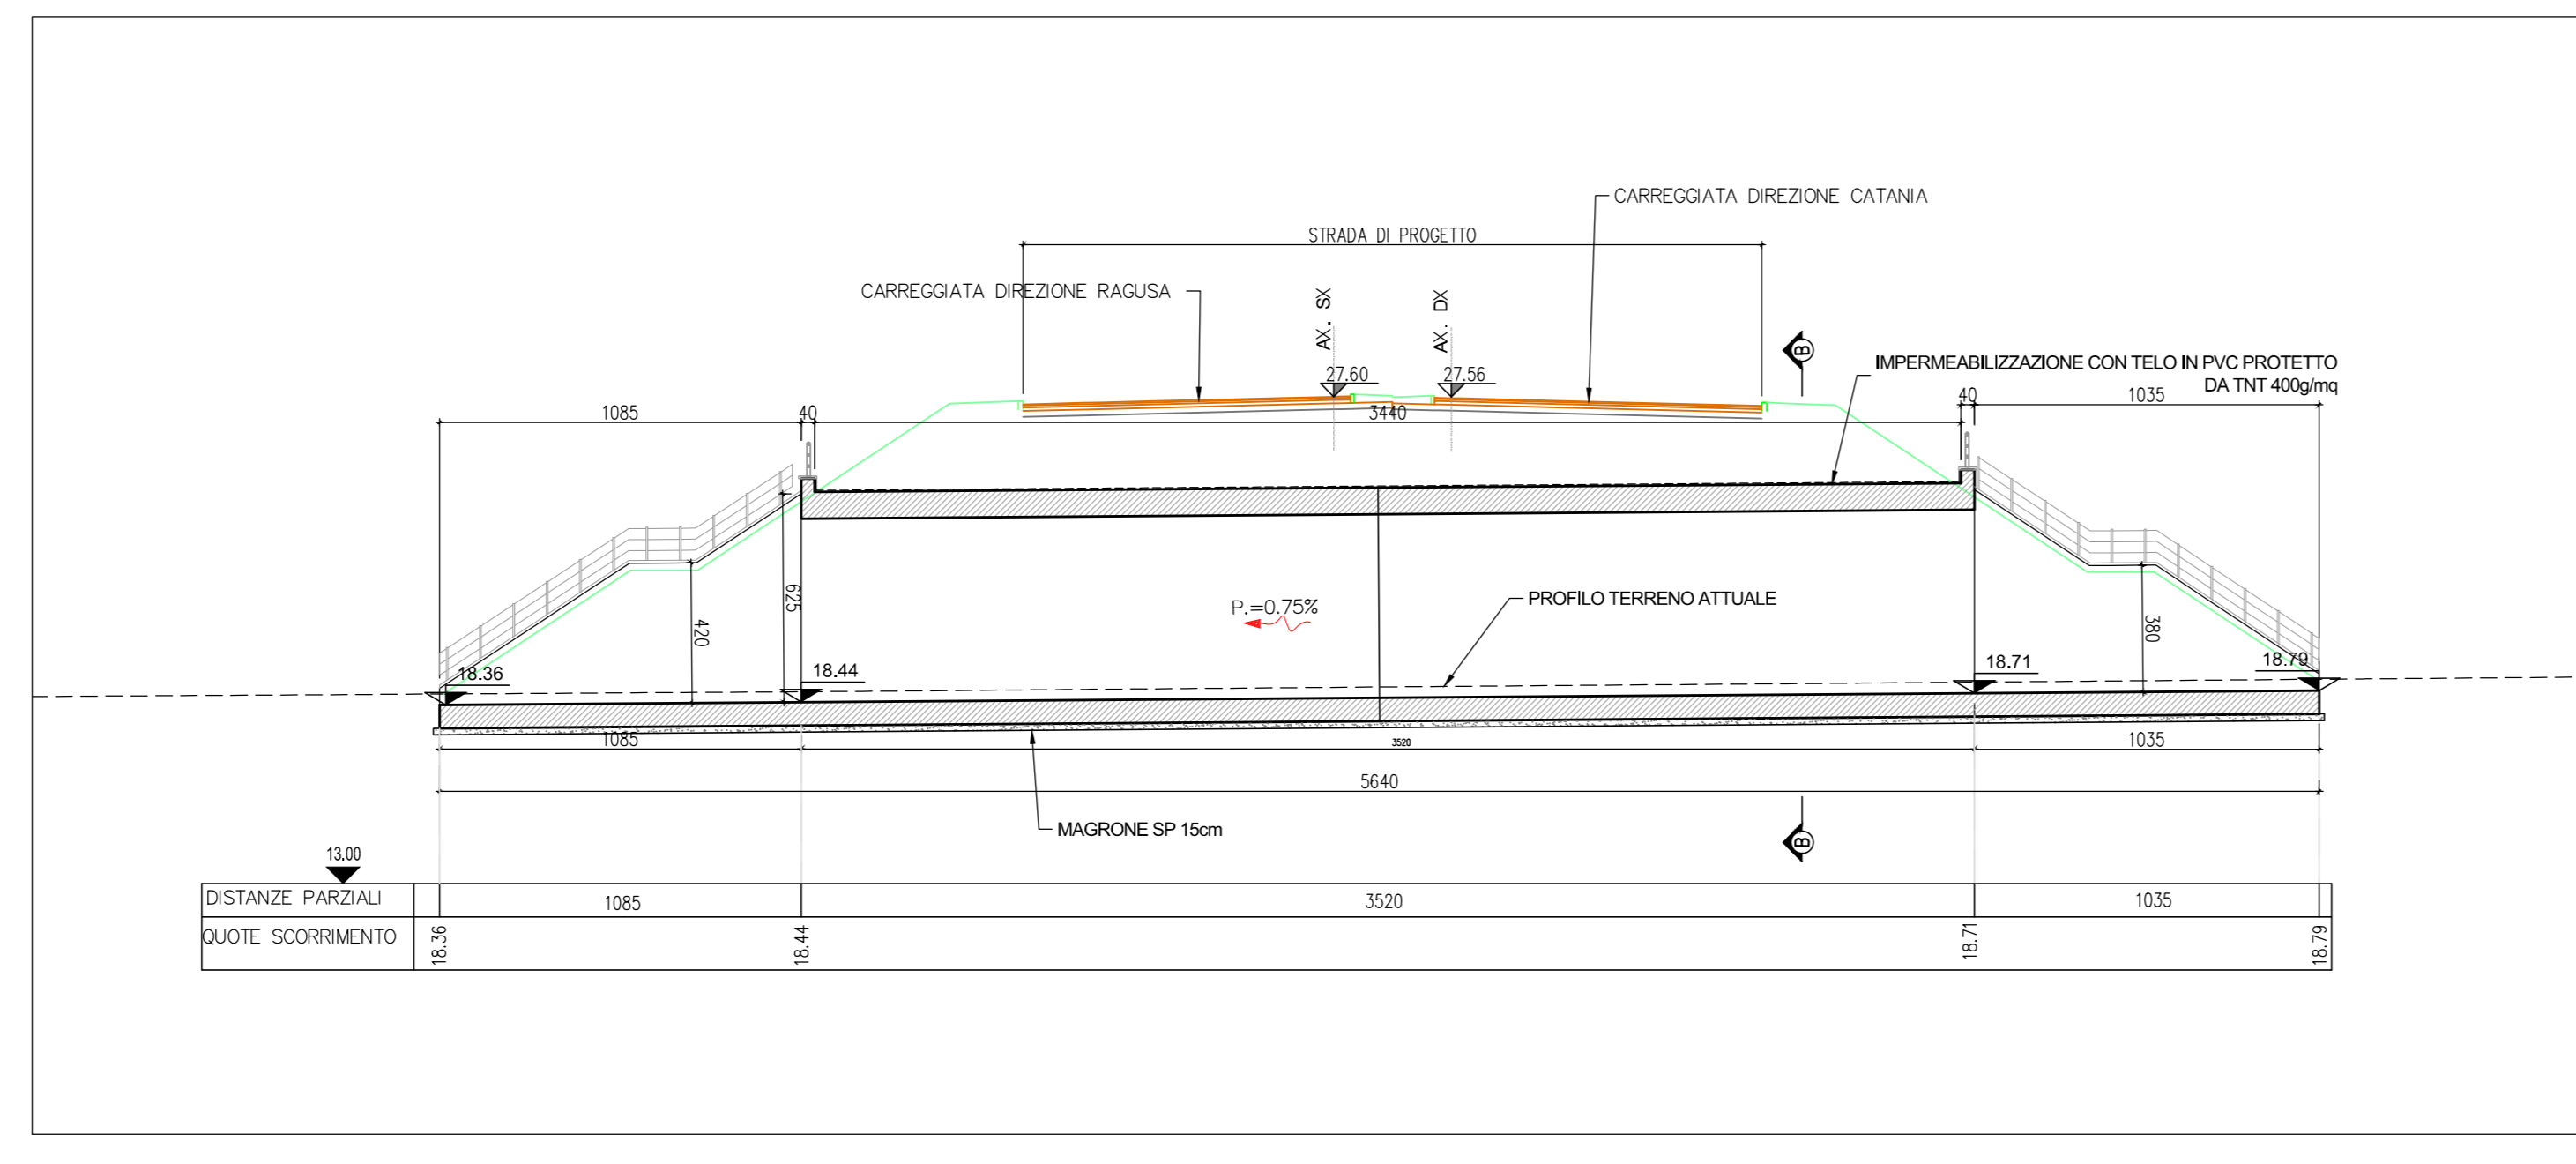 CARREGGIATA DIREZIONE CATANIA
STRADA DI PROGETTO
CARREGGIATA DIREZIONE RAGUSA
AX. SX
AX. DX
B
IMPERMEABILIZZAZIONE CON TELO IN PVC PROTETTO
DA TNT 400g/mq
27.60
27.56
1085
40
3440
40
1035
625
420
P.=0.75%
PROFILO TERRENO ATTUALE
380
18.36
18.44
18.71
18.79
1085
3520
1035
5640
MAGRONE SP 15cm
B
13.00
DISTANZE PARZIALI
1085
3520
1035
QUOTE SCORRIMENTO
18.36
18.44
18.71
18.79